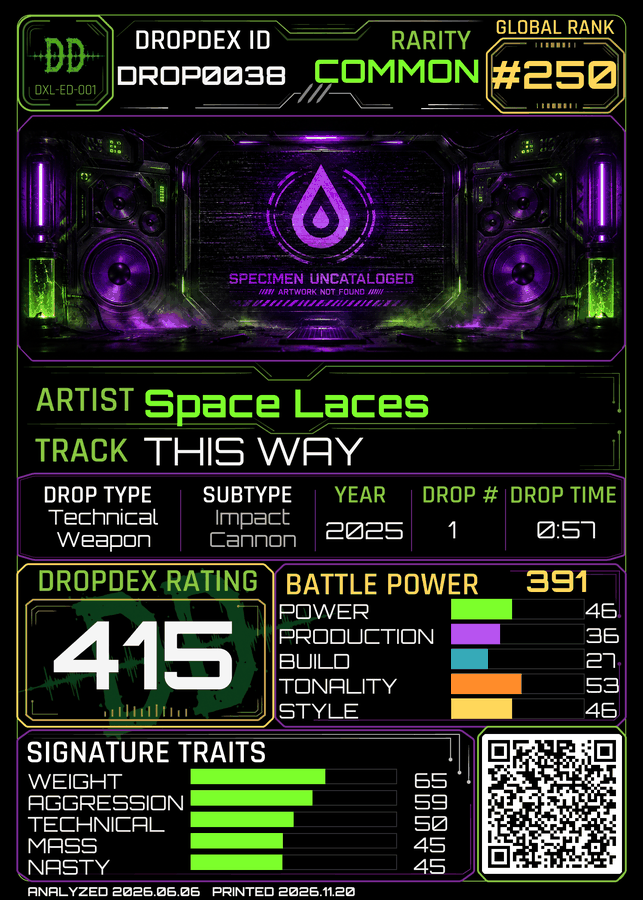 DD
DXL-ED-001
DROPDEX ID
DROP0038
RARITY
COMMON
GLOBAL RANK
#250
SPECIMEN UNCATALOGED
ARTWORK NOT FOUND
ARTIST Space Laces
TRACK THIS WAY
DROP TYPE
Technical
Weapon
SUBTYPE
Impact
Cannon
YEAR
2025
DROP #
1
DROP TIME
0:57
DROPDEX RATING
415
BATTLE POWER 391
POWER 46
PRODUCTION 36
BUILD 27
TONALITY 53
STYLE 46
SIGNATURE TRAITS
WEIGHT 65
AGGRESSION 59
TECHNICAL 50
MASS 45
NASTY 45
ANALYZED 2026.06.06 PRINTED 2026.11.20